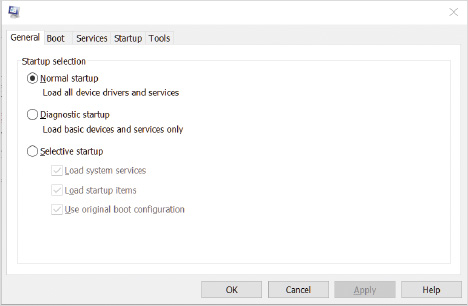 General Boot Services Startup Tools
Startup selection
Normal startup
Load all device drivers and services
Diagnostic startup
Load basic devices and services only
Selective startup
Load system services
Load startup items
Use original boot configuration
OK Cancel Apply Help